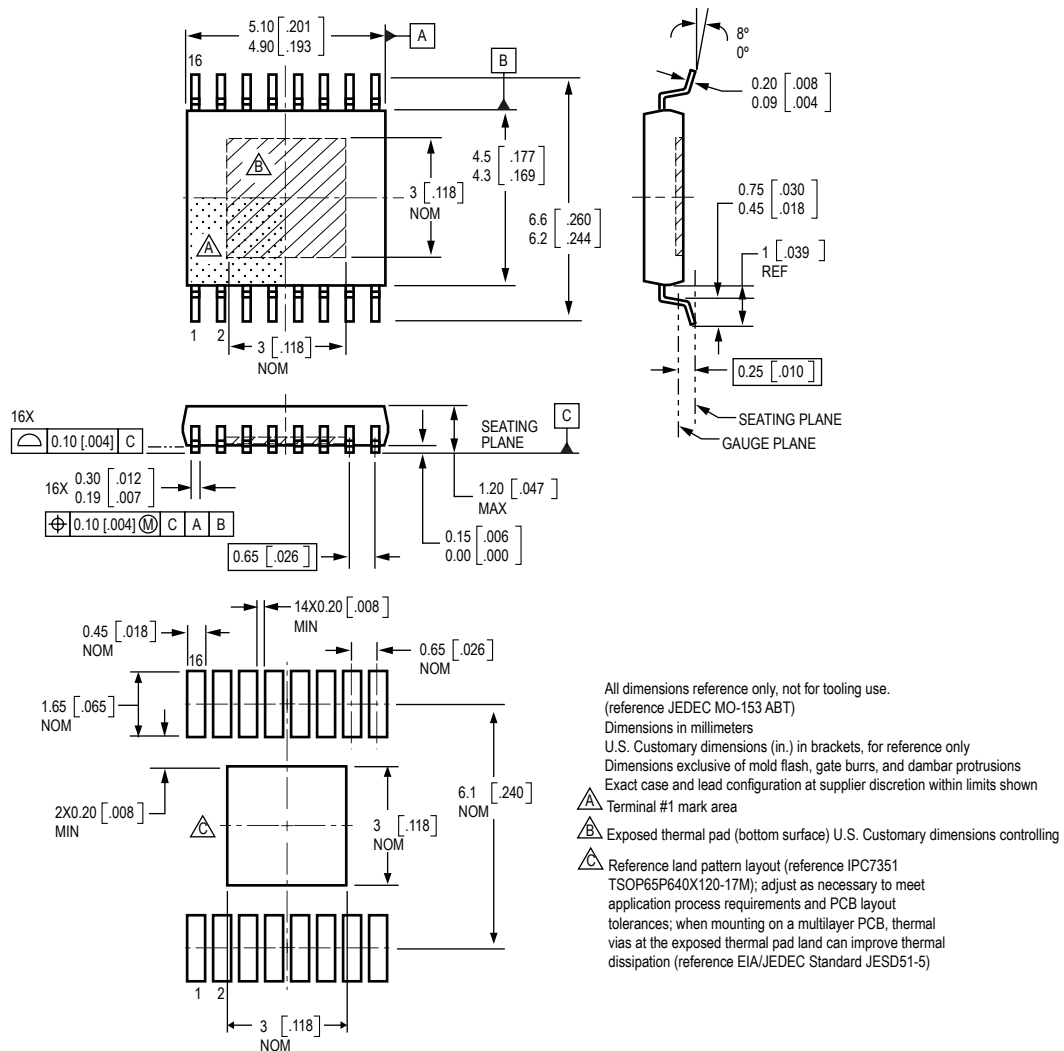 5.10 [.201]
4.90 [.193]
A
16
B
8º
0º
0.20 [.008]
0.09 [.004]
B
4.5 [.177]
4.3 [.169]
3 [.118]
NOM
6.6 [.260]
6.2 [.244]
0.75 [.030]
0.45 [.018]
A
1 [.039]
REF
1 2
3 [.118]
NOM
0.25 [.010]
SEATING PLANE
GAUGE PLANE
16X
0.10 [.004] C
SEATING
PLANE
C
16X 0.30 [.012]
0.19 [.007]
1.20 [.047]
MAX
0.10 [.004] Ⓜ C A B
0.15 [.006]
0.00 [.000]
0.65 [.026]
14X0.20 [.008]
MIN
0.45 [.018]
NOM
0.65 [.026]
NOM
16
1.65 [.065]
NOM
2X0.20 [.008]
MIN
C
6.1 [.240]
NOM
3 [.118]
NOM
1 2
3 [.118]
NOM
All dimensions reference only, not for tooling use.
(reference JEDEC MO-153 ABT)
Dimensions in millimeters
U.S. Customary dimensions (in.) in brackets, for reference only
Dimensions exclusive of mold flash, gate burrs, and dambar protrusions
Exact case and lead configuration at supplier discretion within limits shown
A Terminal #1 mark area
B Exposed thermal pad (bottom surface) U.S. Customary dimensions controlling
C Reference land pattern layout (reference IPC7351
TSOP65P640X120-17M); adjust as necessary to meet
application process requirements and PCB layout
tolerances; when mounting on a multilayer PCB, thermal
vias at the exposed thermal pad land can improve thermal
dissipation (reference EIA/JEDEC Standard JESD51-5)